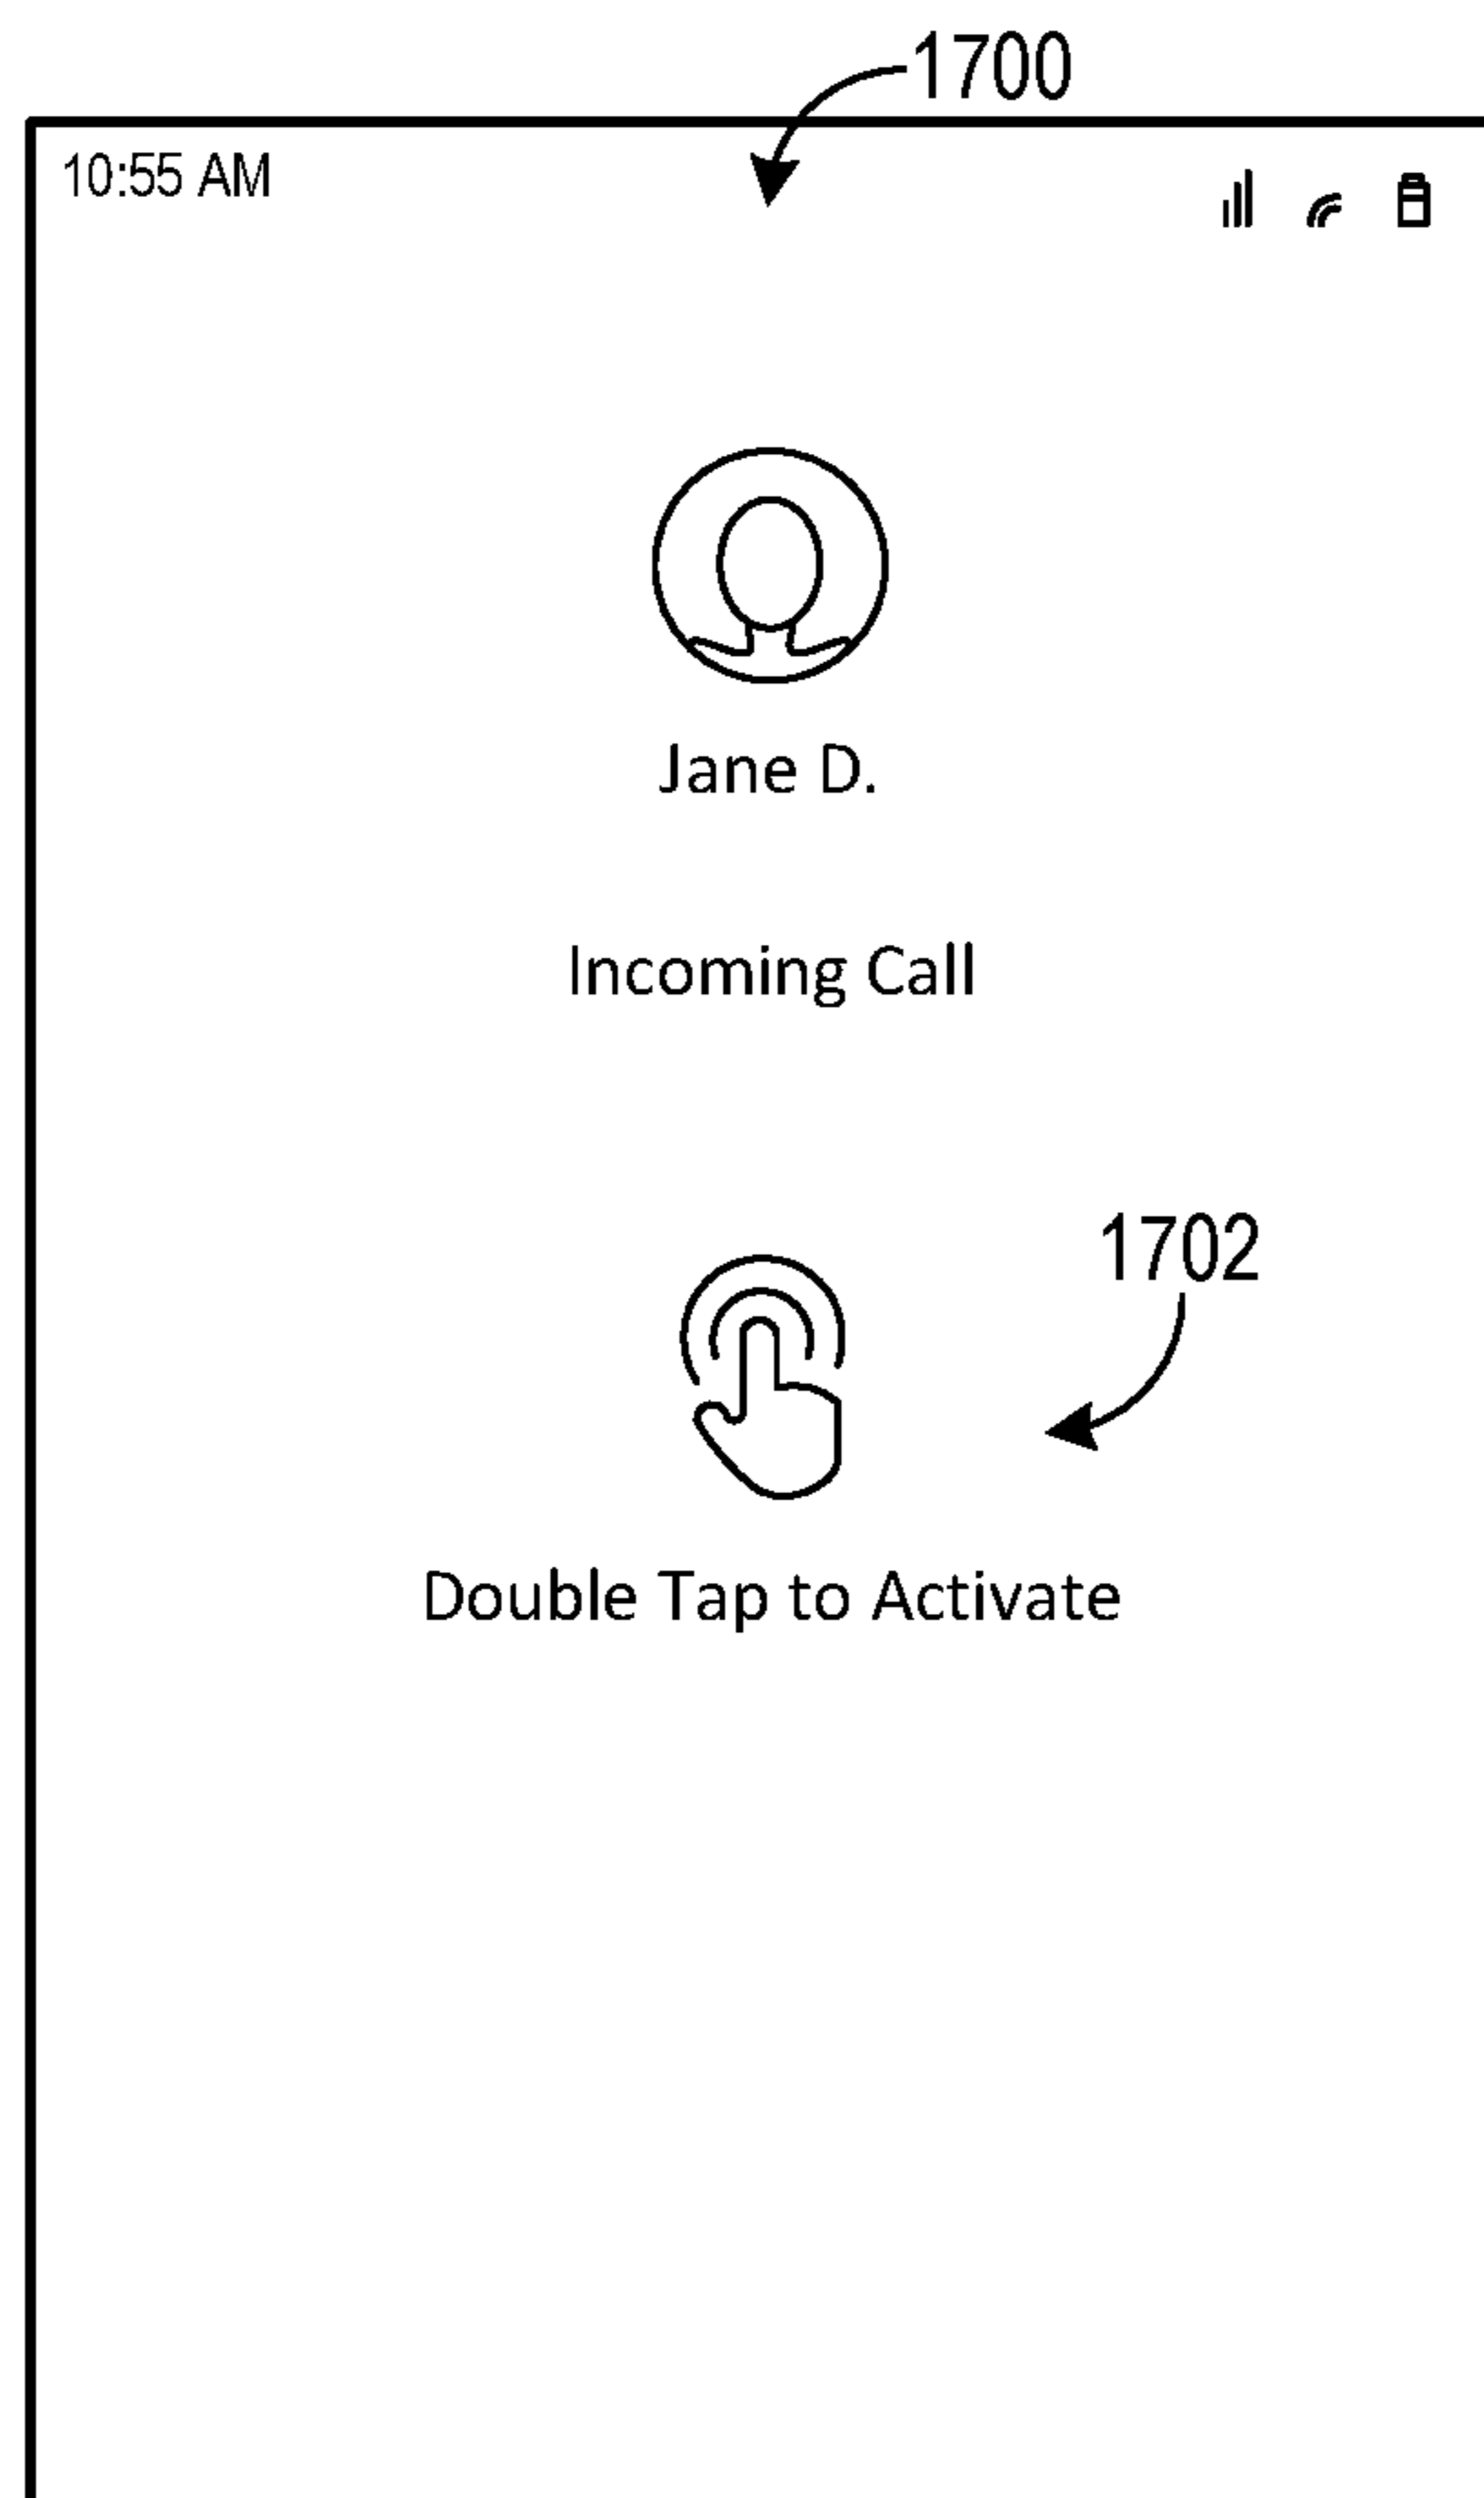 1700
10:55 AM
Jane D.
Incoming Call
1702
Double Tap to Activate